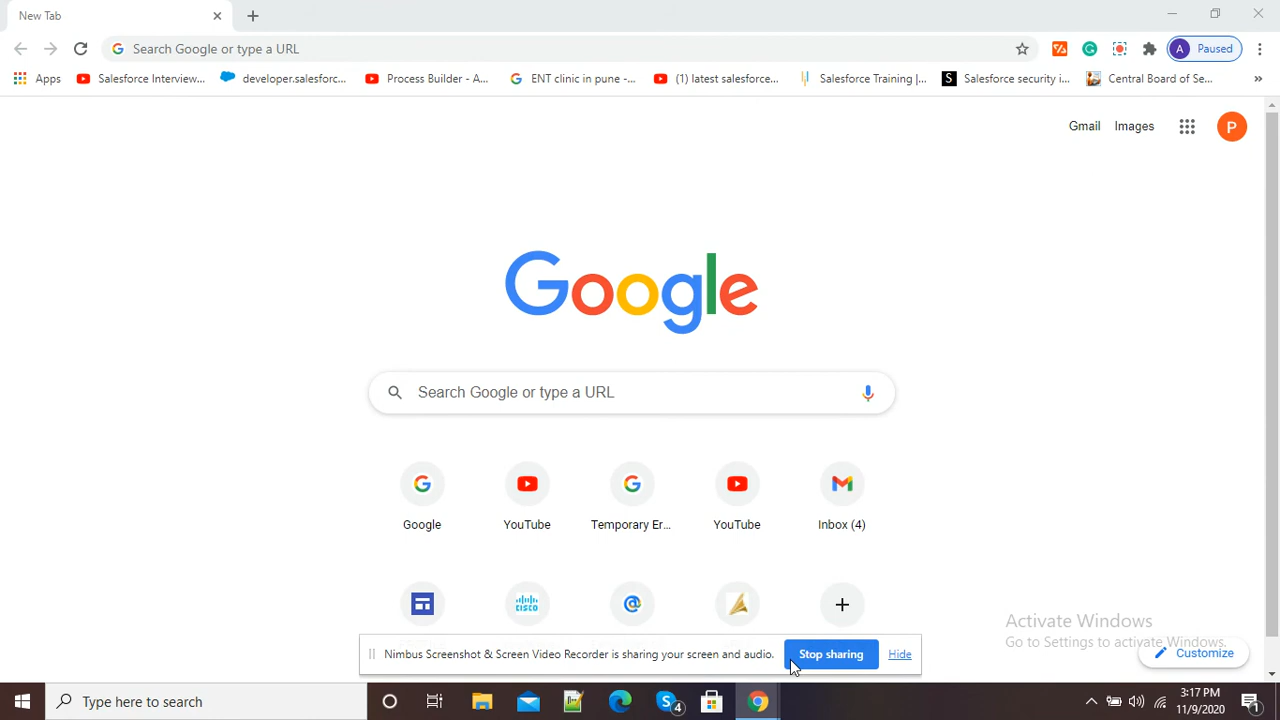 New Tab
Search Google or type a URL
A Paused
Apps Salesforce Interview... developer.salesforc... Process Builder - A... ENT clinic in pune -... (1) latest salesforce... Salesforce Training |... S Salesforce security i... Central Board of Se... »
Gmail Images P
Google
Search Google or type a URL
Google YouTube Temporary Er... YouTube Inbox (4)
CISCO
Activate Windows
Go to Settings to activate Windows.
Nimbus Screenshot & Screen Video Recorder is sharing your screen and audio. Stop sharing Hide
Customize
Type here to search
4
3:17 PM
11/9/2020
1